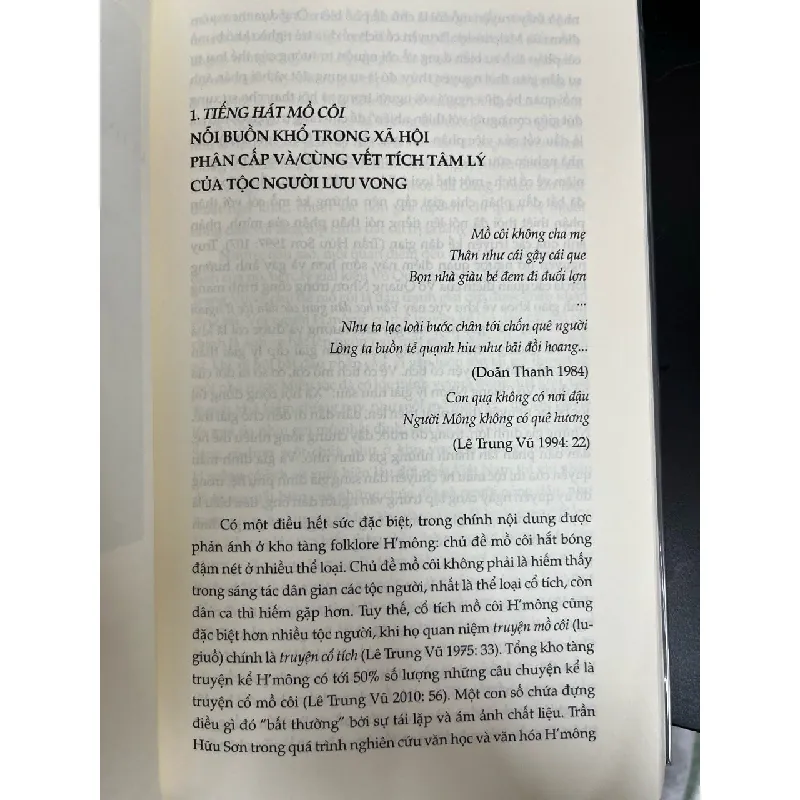 1. TIẾNG HÁT MỒ CÔI
NỖI BUỒN KHỔ TRONG XÃ HỘI
PHÂN CẤP VÀ/CÙNG VẾT TÍCH TÂM LÝ
CỦA TỘC NGƯỜI LƯU VONG
Mồ côi không cha mẹ
Thân như cái gậy cái que
Bọn nhà giàu bẻ đem đi đuổi lợn
...
Như ta lạc loài bước chân tới chốn quê người
Lòng ta buồn tẻ quạnh hiu như bãi đồi hoang...
(Doãn Thanh 1984)
Con quạ không có nơi đậu
Người Mông không có quê hương
(Lê Trung Vũ 1994: 22)
Có một điều hết sức đặc biệt, trong chính nội dung được
phản ánh ở kho tàng folklore H'mông: chủ đề mồ côi hắt bóng
đậm nét ở nhiều thể loại. Chủ đề mồ côi không phải là hiếm thấy
trong sáng tác dân gian các tộc người, nhất là thể loại cổ tích, còn
dân ca thì hiếm gặp hơn. Tuy thế, cổ tích mồ côi H'mông cũng
đặc biệt hơn nhiều tộc người, khi họ quan niệm truyện mồ côi (lu-
giuô) chính là truyện cổ tích (Lê Trung Vũ 1975: 33). Tổng kho tàng
truyện kể H'mông có tới 50% số lượng những câu chuyện kể là
truyện cổ mồ côi (Lê Trung Vũ 2010: 56). Một con số chứa đựng
điều gì đó "bất thường" bởi sự tái lặp và ám ảnh chất liệu. Trần
Hữu Sơn trong quá trình nghiên cứu văn học và văn hóa H'mông